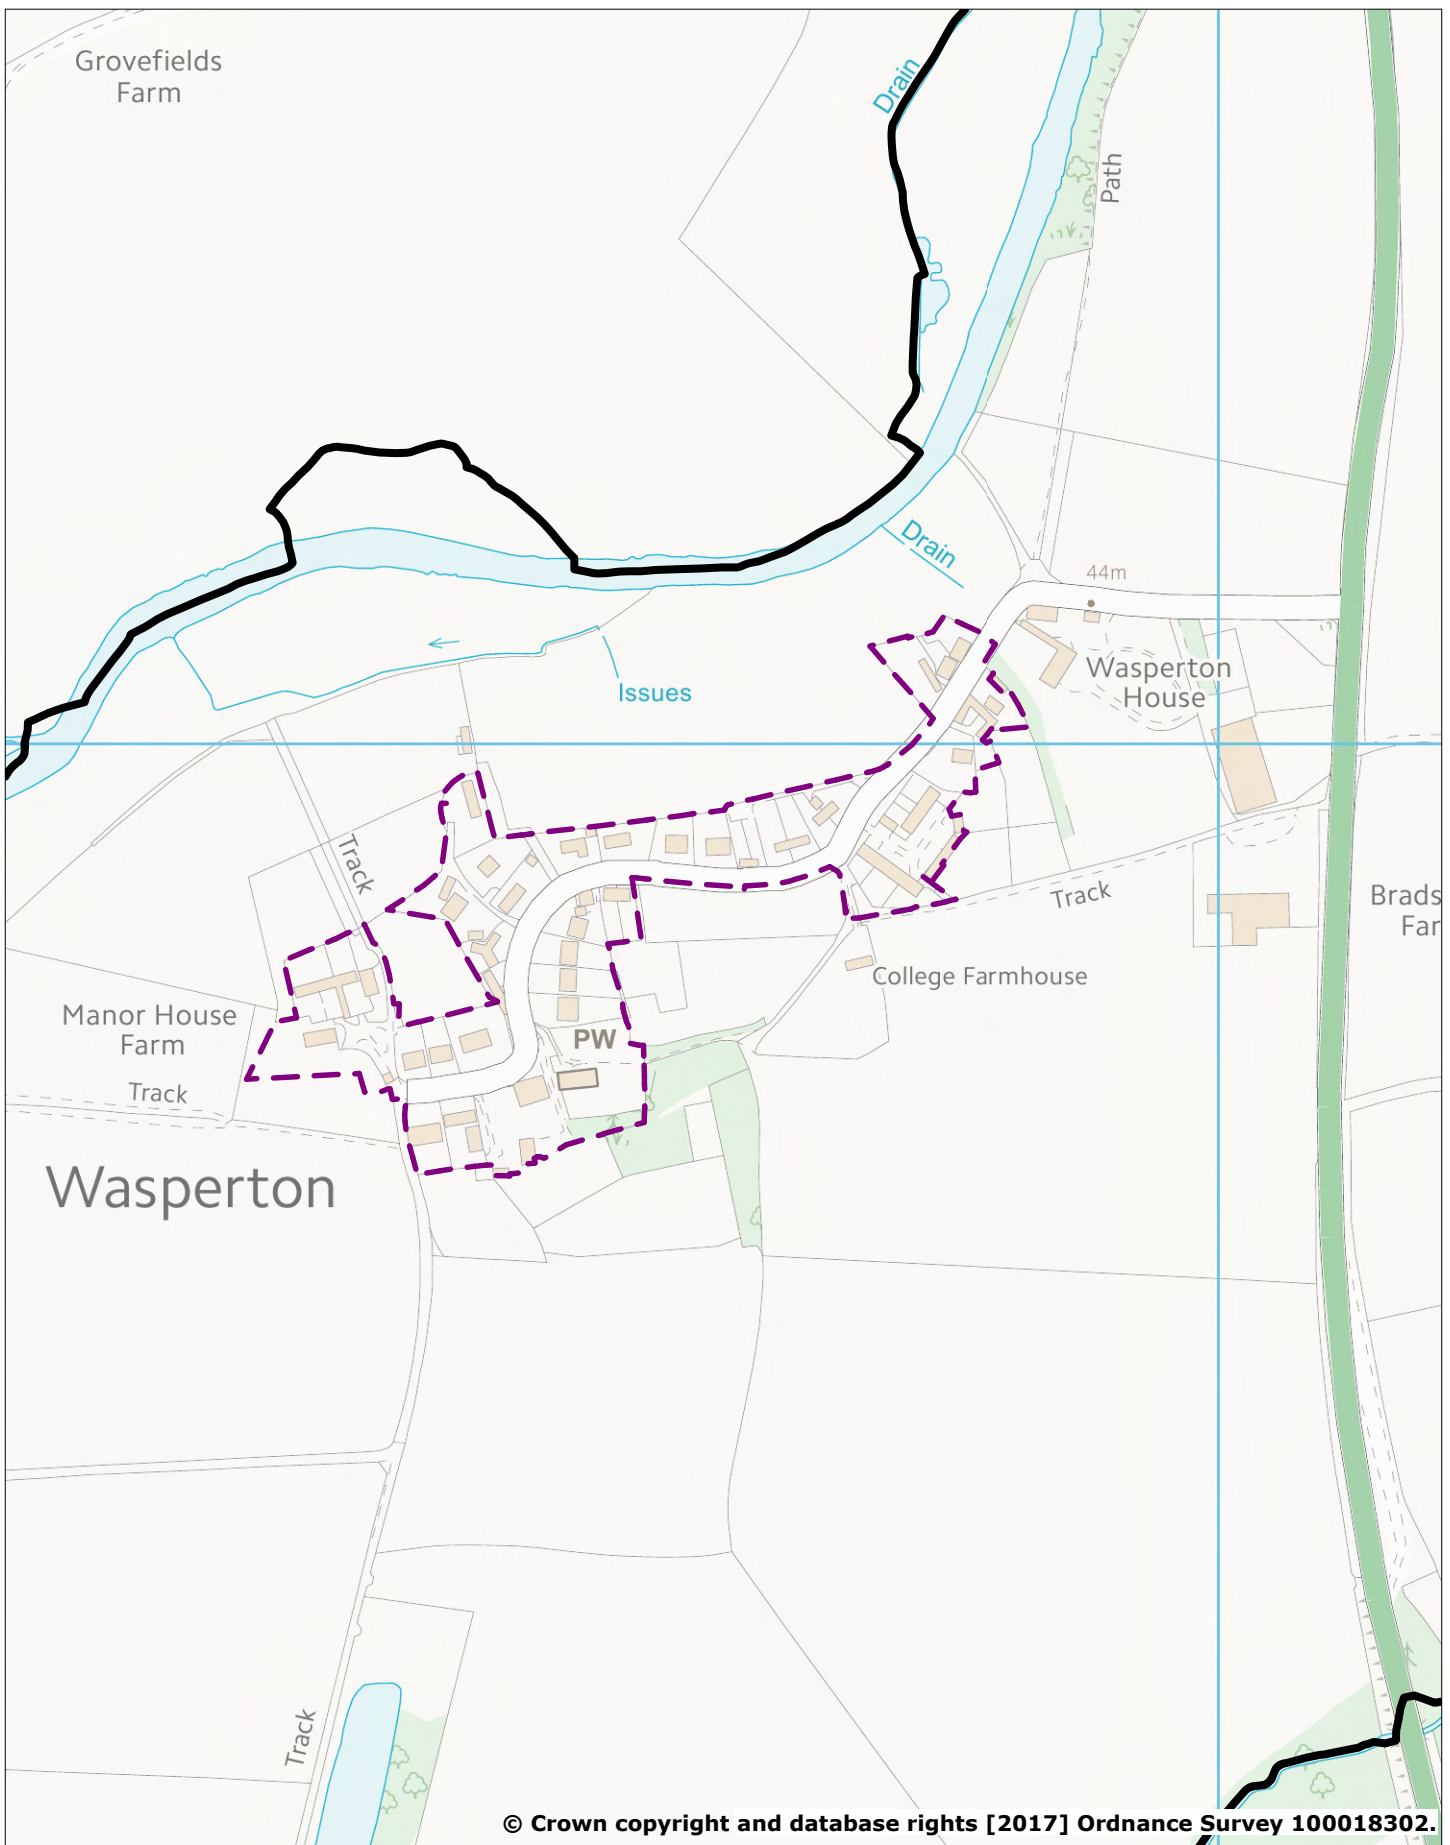 Grovefields
Farm
Drain
Path
Drain
44m
Wasperton
House
Issues
Track
Track
Brads
Far
College Farmhouse
Manor House
Farm
PW
Track
Wasperton
Track
© Crown copyright and database rights [2017] Ordnance Survey 100018302.